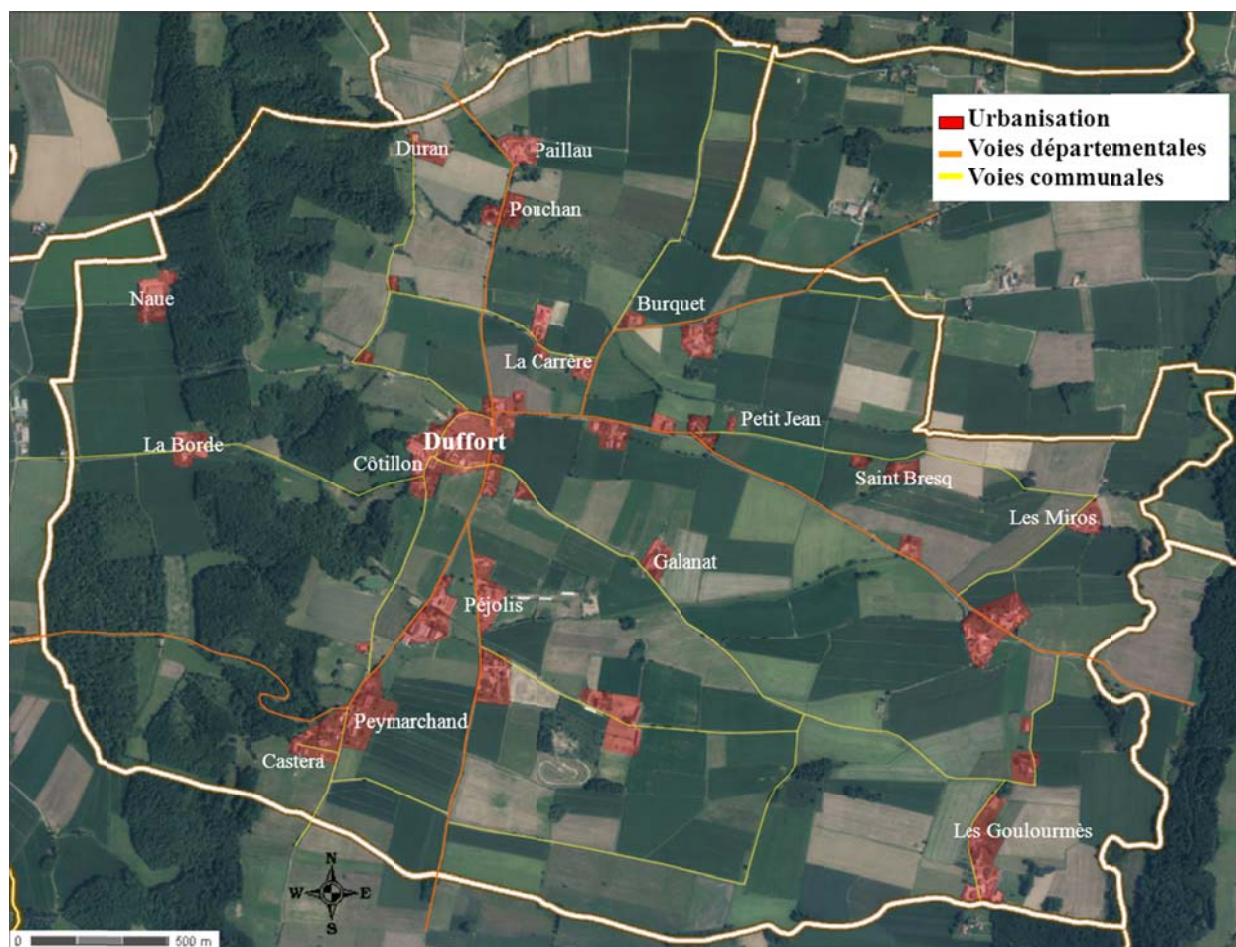 Urbanisation
Voies départementales
Voies communales
Duran
Paillau
Pouchan
Naue
Burquet
La Carrère
Petit Jean
Duffort
La Borde
Côtillon
Saint Bresq
Les Miros
Galanat
Péjolis
Peymarchand
Castera
Les Goulourmès
N
W E
S
0 500 m